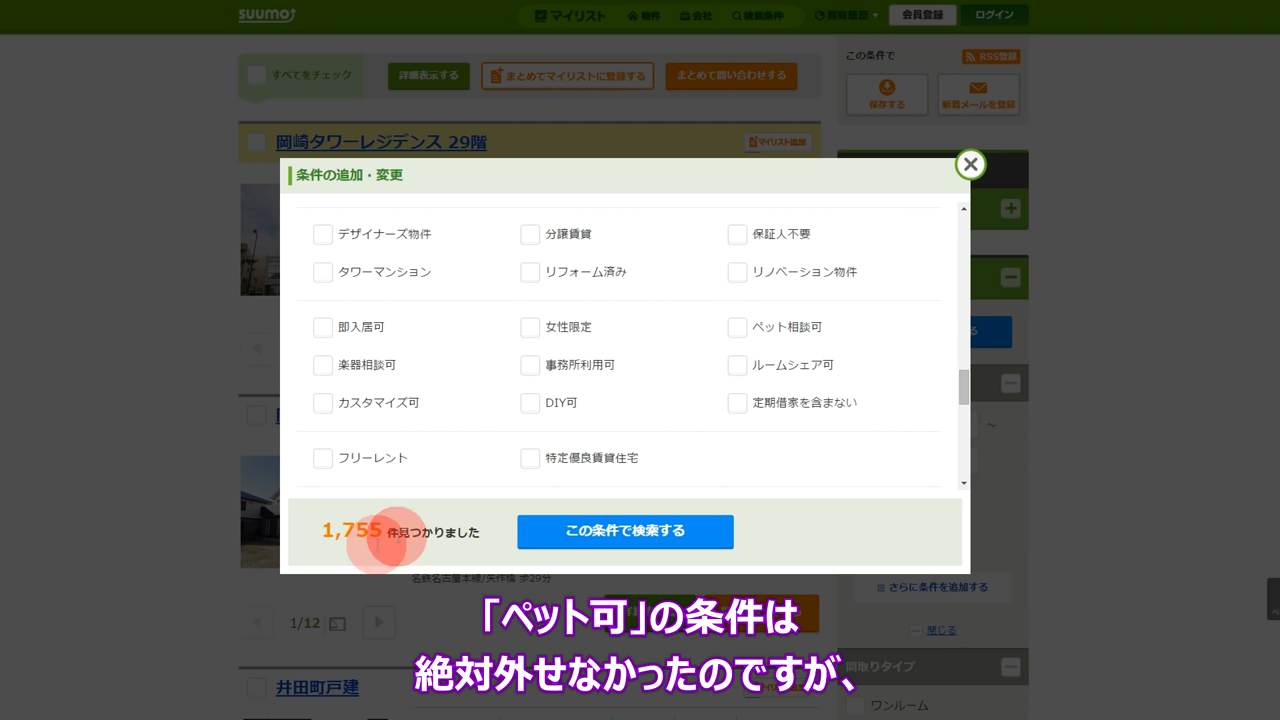 suumo
マイリスト
物件
会社
検索条件
閲覧履歴
会員登録
ログイン
すべてをチェック
詳細表示する
まとめてマイリストに登録する
まとめて問い合わせする
この条件で
RSS登録
保存する
新着メールを登録
岡崎タワーレジデンス 29階
マイリスト追加
条件の追加・変更
デザイナーズ物件
分譲賃貸
保証人不要
タワーマンション
リフォーム済み
リノベーション物件
即入居可
女性限定
ペット相談可
楽器相談可
事務所利用可
ルームシェア可
カスタマイズ可
DIY可
定期借家を含まない
～
フリーレント
特定優良賃貸住宅
1,755 件見つかりました
この条件で検索する
名鉄名古屋本線/矢作橋 歩29分
さらに条件を追加する
1/12
閉じる
「ペット可」の条件は
絶対外せなかったのですが、
間取りタイプ
井田町戸建
ワンルーム